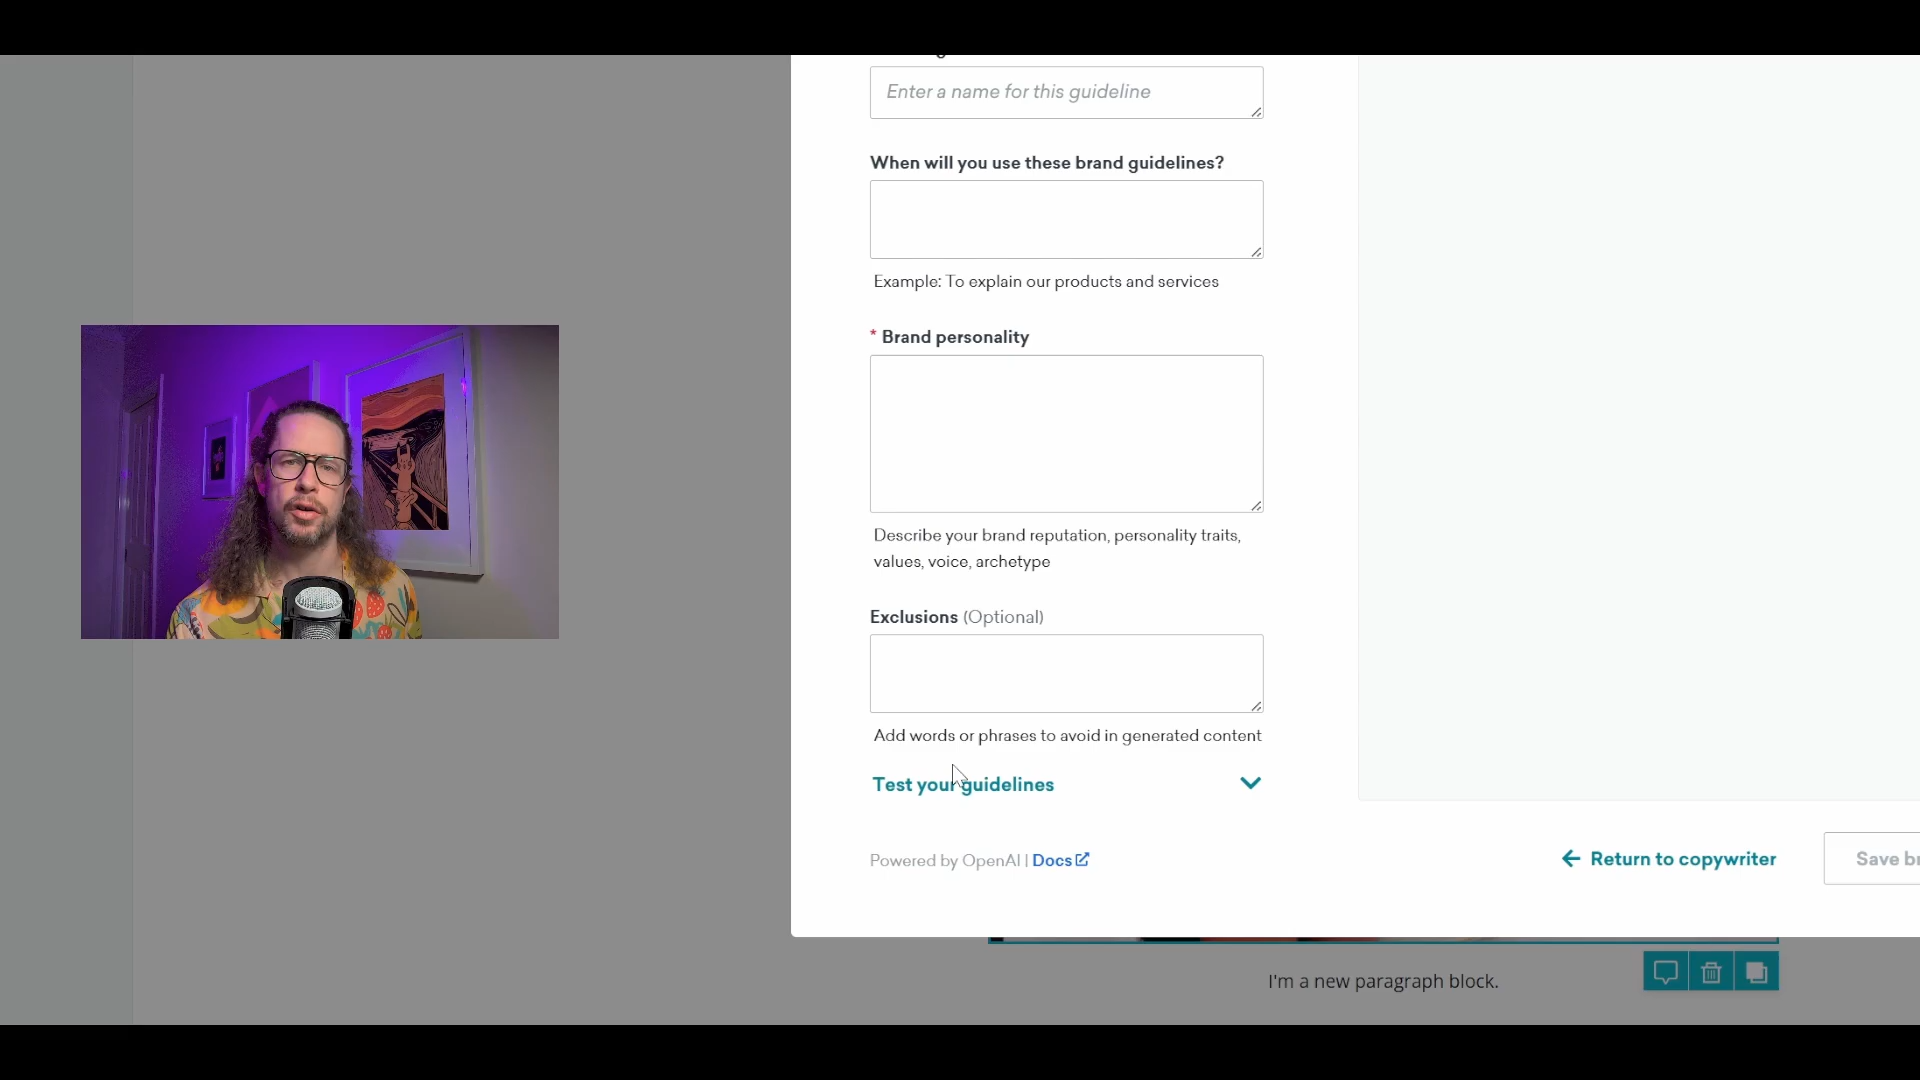 Enter a name for this guideline
When will you use these brand guidelines?
Example: To explain our products and services
* Brand personality
Describe your brand reputation, personality traits,
values, voice, archetype
Exclusions (Optional)
Add words or phrases to avoid in generated content
Test your guidelines
Powered by OpenAI | Docs
Return to copywriter
Save br
I'm a new paragraph block.